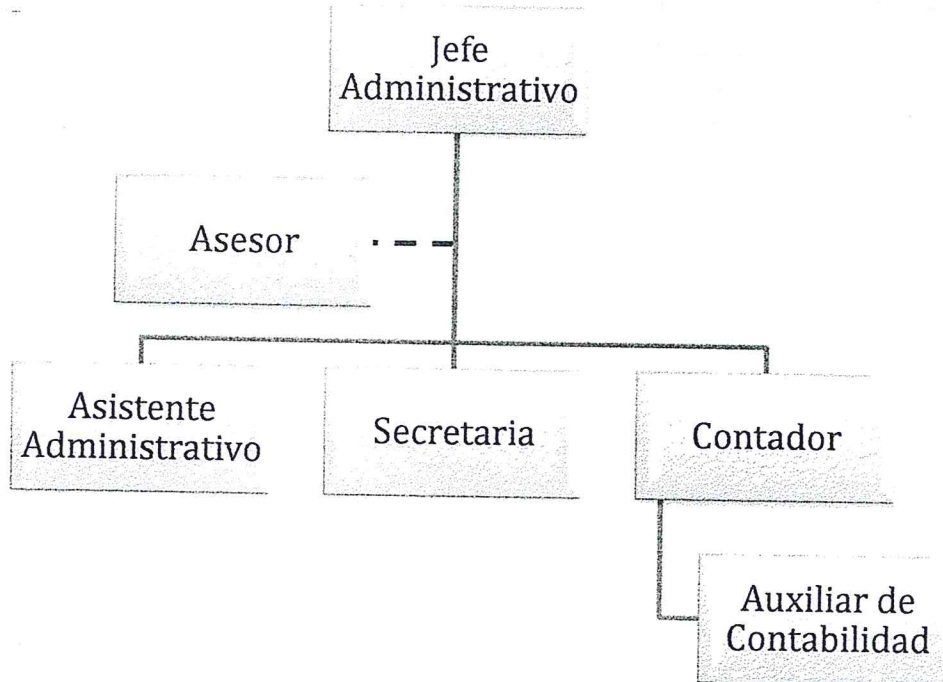 Jefe
Administrativo
Asesor
Asistente
Administrativo
Secretaria
Contador
Auxiliar de
Contabilidad